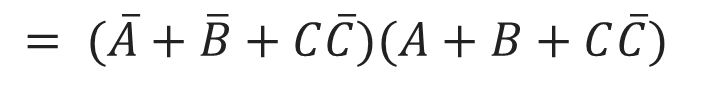 = (A̅ + B̅ + CC̅)(A + B + CC̅)